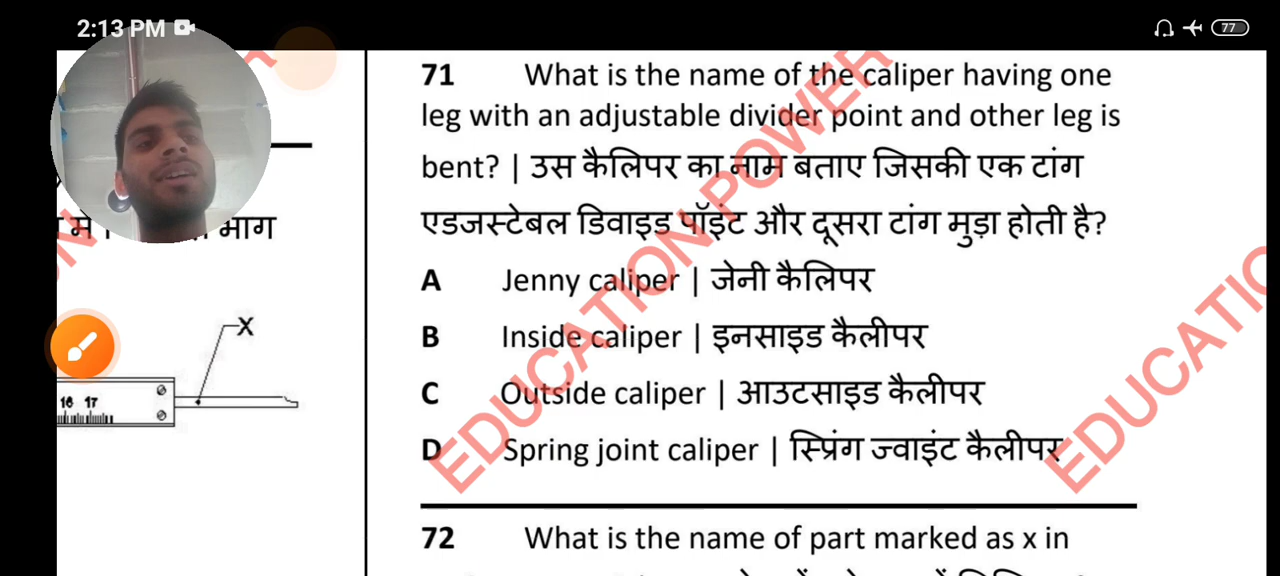 2:13 PM
77
भाग
X
16 17
71 What is the name of the caliper having one
leg with an adjustable divider point and other leg is
bent? | उस कैलिपर का नाम बताए जिसकी एक टांग
एडजस्टेबल डिवाइड पॉइंट और दूसरा टांग मुड़ा होती है?
A Jenny caliper | जेनी कैलिपर
B Inside caliper | इनसाइड कैलीपर
C Outside caliper | आउटसाइड कैलीपर
D Spring joint caliper | स्प्रिंग ज्वाइंट कैलीपर
72 What is the name of part marked as x in
EDUCATION POWER